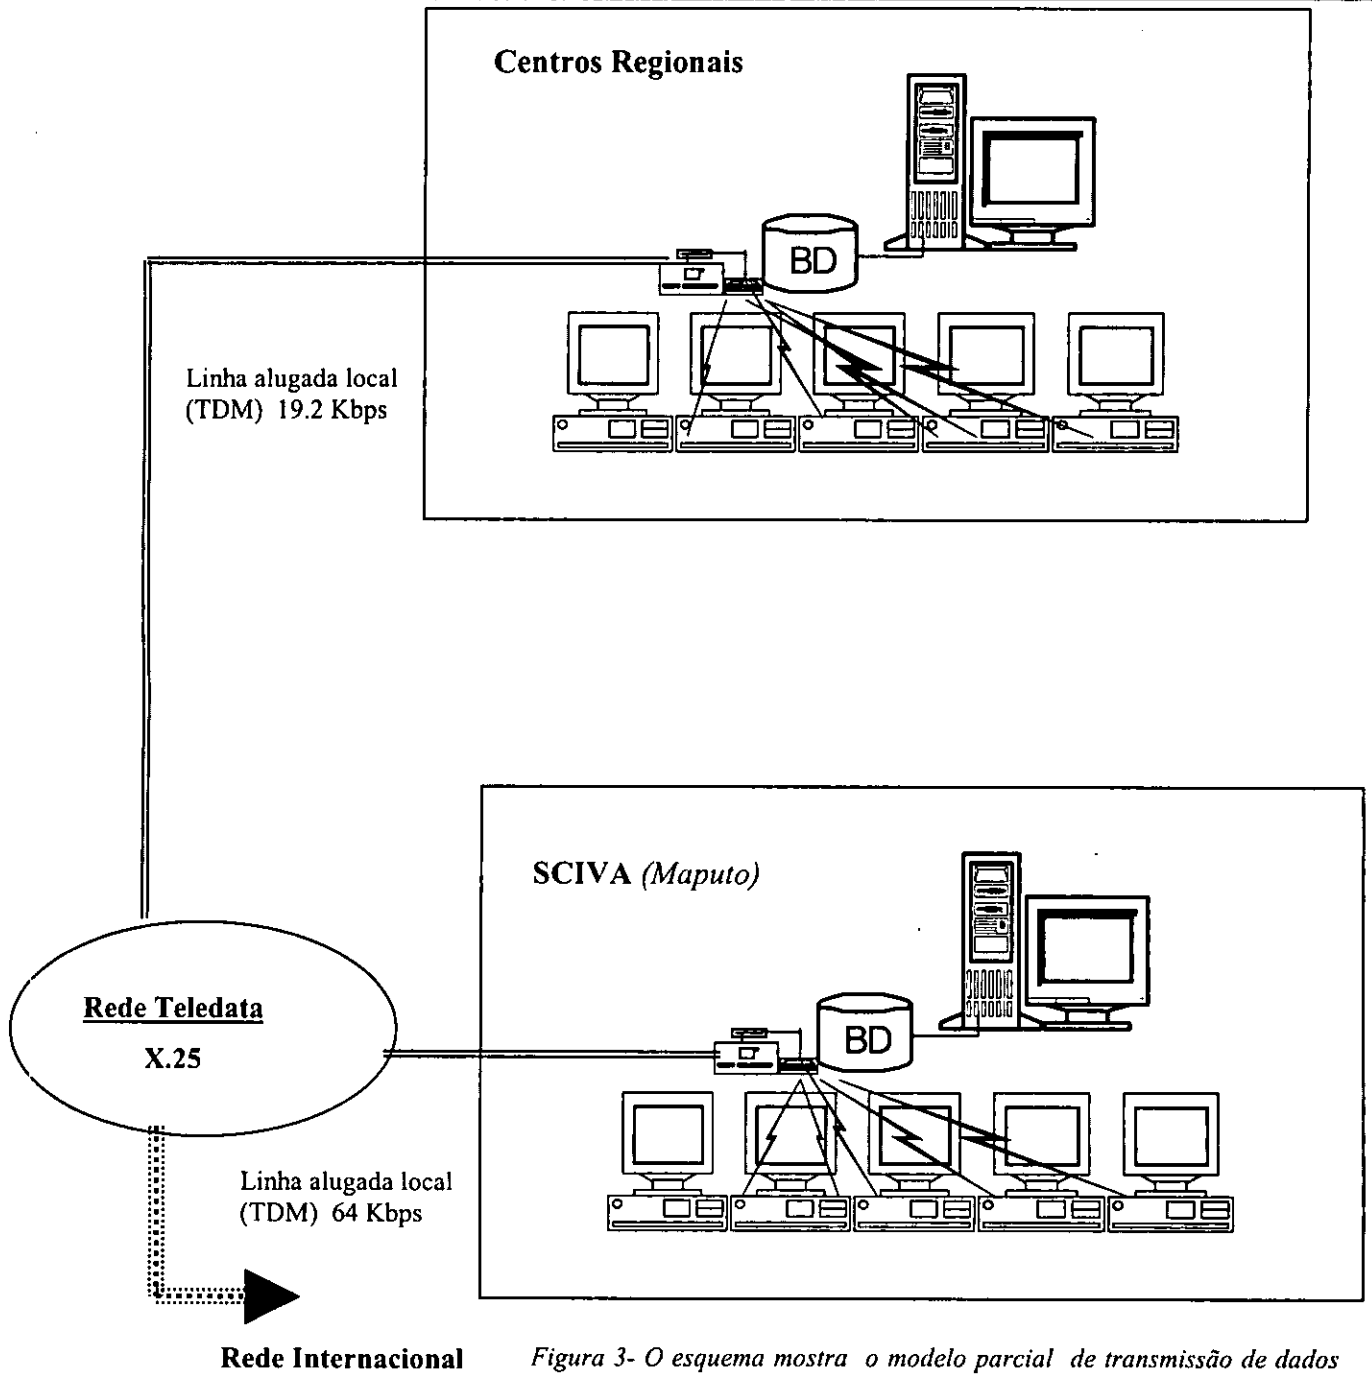 Centros Regionais
BD
Linha alugada local
(TDM) 19.2 Kbps
SCIVA (Maputo)
BD
Rede Teledata
X.25
Linha alugada local
(TDM) 64 Kbps
Rede Internacional
Figura 3- O esquema mostra o modelo parcial de transmissão de dados